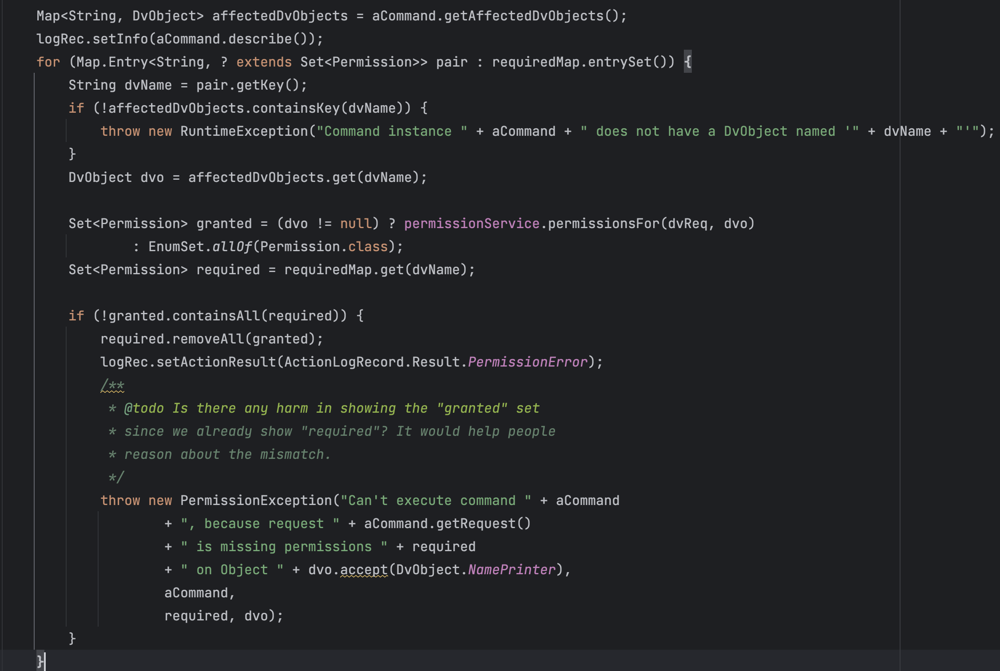 Map<String, DvObject> affectedDvObjects = aCommand.getAffectedDvObjects();
logRec.setInfo(aCommand.describe());
for (Map.Entry<String, ? extends Set<Permission>> pair : requiredMap.entrySet()) {
    String dvName = pair.getKey();
    if (!affectedDvObjects.containsKey(dvName)) {
        throw new RuntimeException("Command instance " + aCommand + " does not have a DvObject named '" + dvName + "'");
    }
    DvObject dvo = affectedDvObjects.get(dvName);

    Set<Permission> granted = (dvo != null) ? permissionService.permissionsFor(dvReq, dvo)
            : EnumSet.allOf(Permission.class);
    Set<Permission> required = requiredMap.get(dvName);

    if (!granted.containsAll(required)) {
        required.removeAll(granted);
        logRec.setActionResult(ActionLogRecord.Result.PermissionError);
        /**
         * @todo Is there any harm in showing the "granted" set
         * since we already show "required"? It would help people
         * reason about the mismatch.
         */
        throw new PermissionException("Can't execute command " + aCommand
                + ", because request " + aCommand.getRequest()
                + " is missing permissions " + required
                + " on Object " + dvo.accept(DvObject.NamePrinter),
                aCommand,
                required, dvo);
    }
}